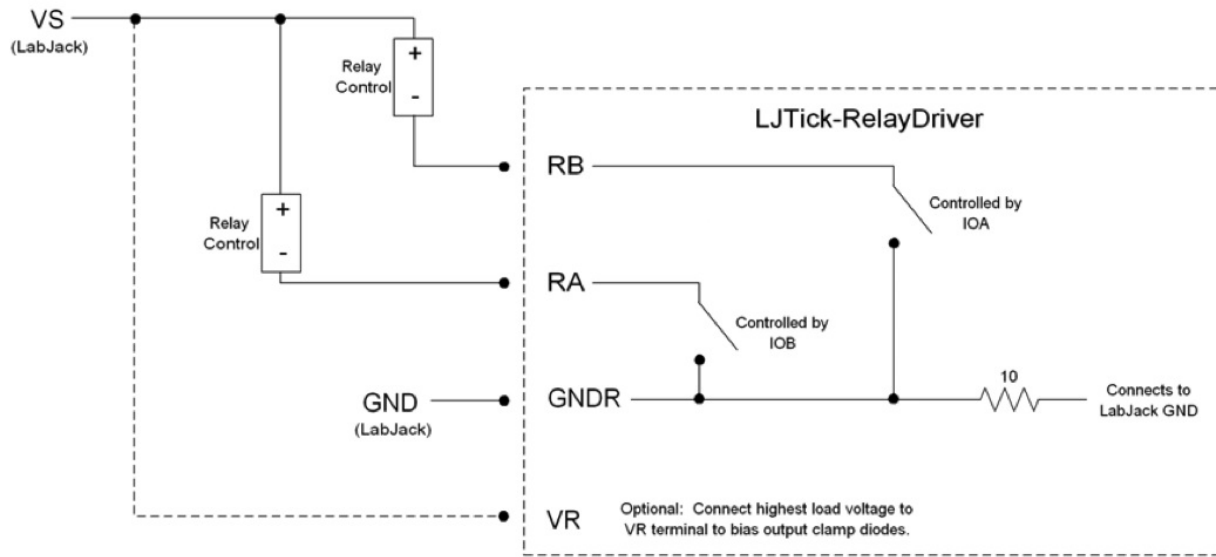 VS
(LabJack)
Relay
Control
+
-
LJTick-RelayDriver
RB
Controlled by
IOA
Relay
Control
+
-
RA
Controlled by
IOB
GND
(LabJack)
GNDR
10
Connects to
LabJack GND
VR
Optional: Connect highest load voltage to
VR terminal to bias output clamp diodes.